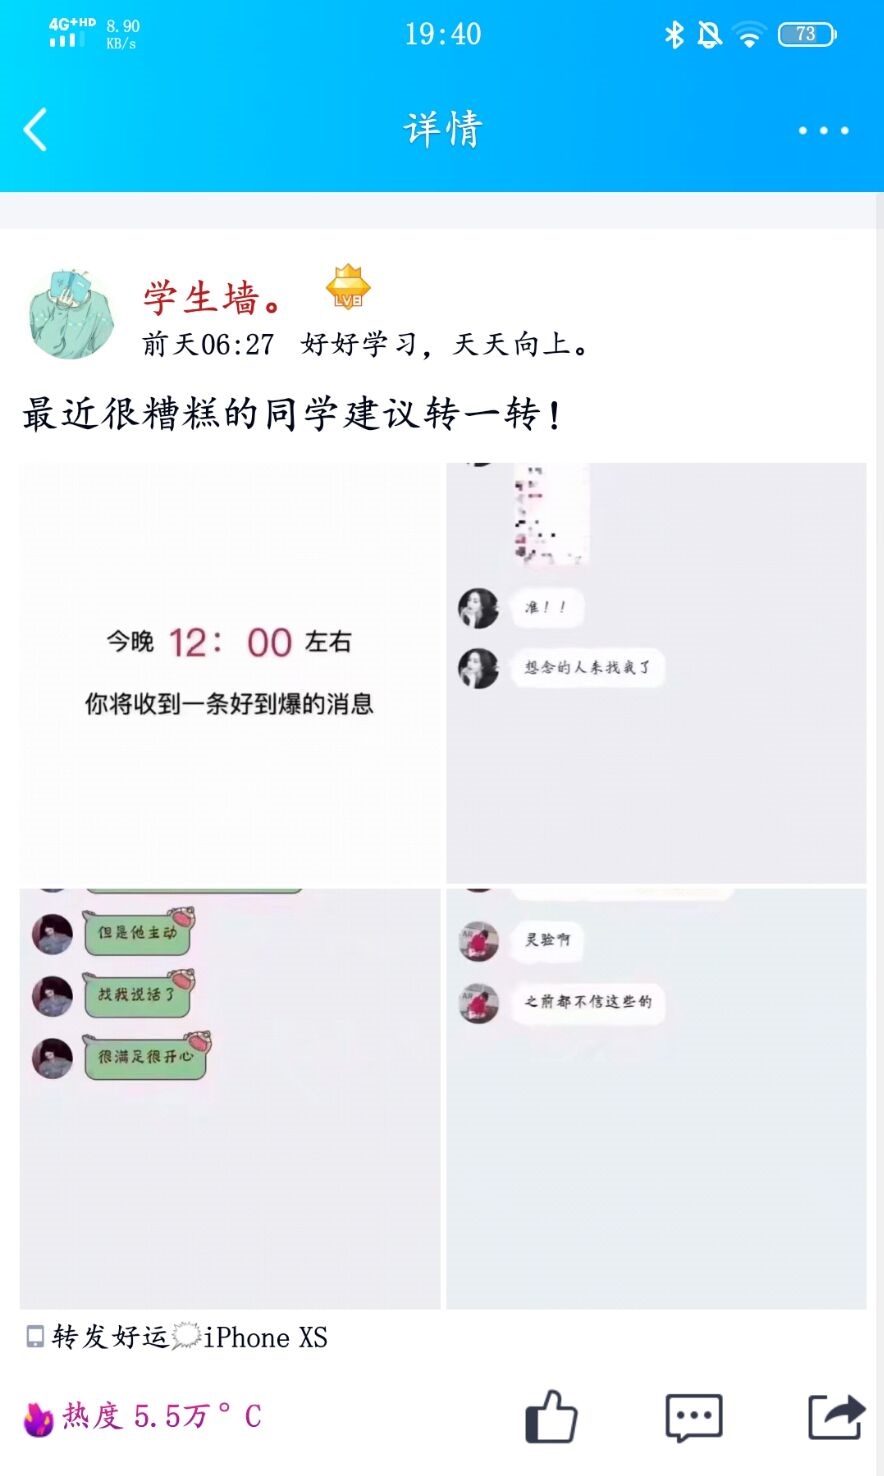 4G+HD 8.90 KB/s 19:40 73
详情
学生墙。 LV8
前天06:27 好好学习，天天向上。
最近很糟糕的同学建议转一转!
今晚 12：00 左右
你将收到一条好到爆的消息
准！！
想念的人来找我了
但是他主动
找我说话了
很满足很开心
灵验啊
之前都不信这些的
转发好运iPhone XS
热度 5.5万°C